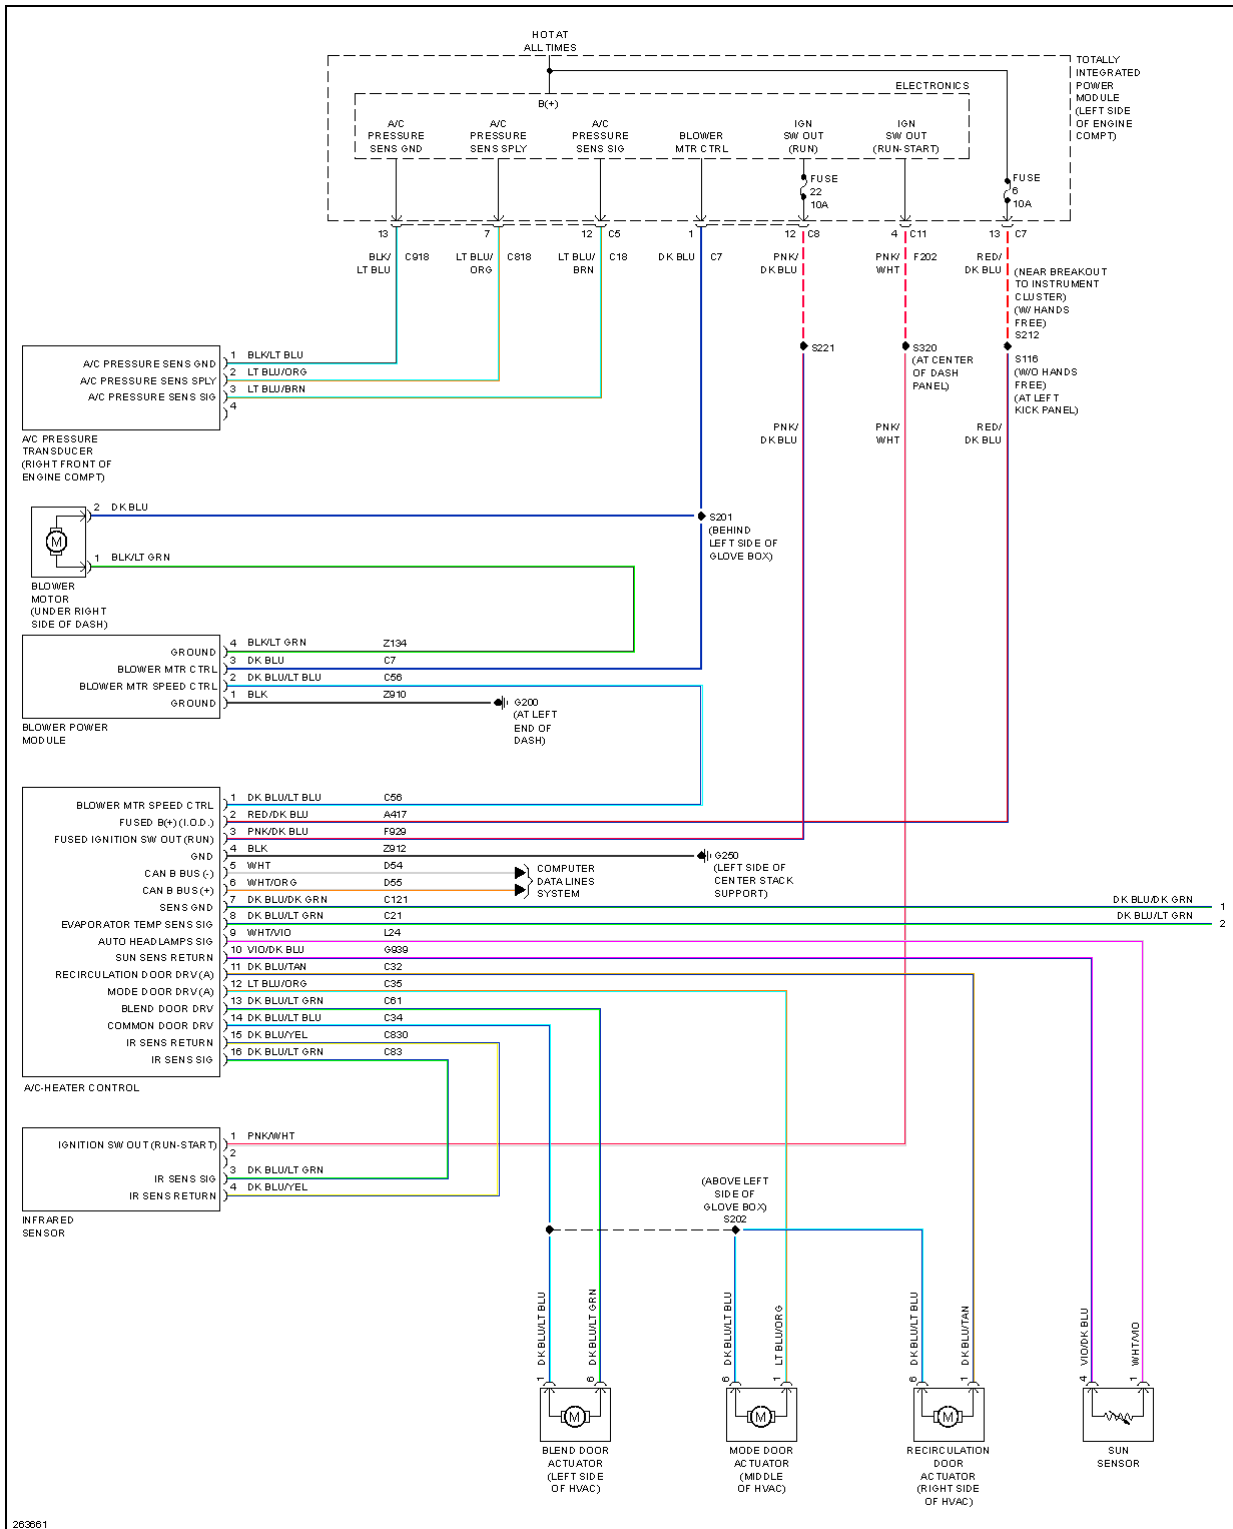 HOT AT
ALL TIMES
TOTALLY
INTEGRATED
POWER
MODULE
(LEFT SIDE
OF ENGINE
COMPT)
ELECTRONICS
B(+)
A/C
PRESSURE
SENS GND
A/C
PRESSURE
SENS SPLY
A/C
PRESSURE
SENS SIG
BLOWER
MTR CTRL
IGN
SW OUT
(RUN)
IGN
SW OUT
(RUN-START)
FUSE
22
10A
FUSE
6
10A
13
7
12 C5
1
12 C8
4 C11
13 C7
BLK/
LT BLU
C918
LT BLU/
ORG
C818
LT BLU/
BRN
C18
DK BLU
C7
PNK/
DK BLU
PNK/
WHT
F202
RED/
DK BLU
(NEAR BREAKOUT
TO INSTRUMENT
CLUSTER)
(W/ HANDS
FREE)
S212
S221
S320
(AT CENTER
OF DASH
PANEL)
S116
(W/O HANDS
FREE)
(AT LEFT
KICK PANEL)
A/C PRESSURE SENS GND
1 BLK/LT BLU
A/C PRESSURE SENS SPLY
2 LT BLU/ORG
A/C PRESSURE SENS SIG
3 LT BLU/BRN
4
A/C PRESSURE
TRANSDUCER
(RIGHT FRONT OF
ENGINE COMPT)
PNK/
DK BLU
PNK/
WHT
RED/
DK BLU
2 DK BLU
M
1 BLK/LT GRN
BLOWER
MOTOR
(UNDER RIGHT
SIDE OF DASH)
S201
(BEHIND
LEFT SIDE OF
GLOVE BOX)
GROUND
4 BLK/LT GRN Z134
BLOWER MTR CTRL
3 DK BLU C7
BLOWER MTR SPEED CTRL
2 DK BLU/LT BLU C56
GROUND
1 BLK Z910
G200
(AT LEFT
END OF
DASH)
BLOWER POWER
MODULE
BLOWER MTR SPEED CTRL
1 DK BLU/LT BLU C56
FUSED B(+) (I.O.D.)
2 RED/DK BLU A417
FUSED IGNITION SW OUT (RUN)
3 PNK/DK BLU F929
GND
4 BLK Z912
G250
(LEFT SIDE OF
CENTER STACK
SUPPORT)
CAN B BUS (-)
5 WHT D54
CAN B BUS (+)
6 WHT/ORG D55
COMPUTER
DATA LINES
SYSTEM
SENS GND
7 DK BLU/DK GRN C121
DK BLU/DK GRN 1
EVAPORATOR TEMP SENS SIG
8 DK BLU/LT GRN C21
DK BLU/LT GRN 2
AUTO HEADLAMPS SIG
9 WHT/VIO L24
SUN SENS RETURN
10 VIO/DK BLU G939
RECIRCULATION DOOR DRV (A)
11 DK BLU/TAN C32
MODE DOOR DRV (A)
12 LT BLU/ORG C35
BLEND DOOR DRV
13 DK BLU/LT GRN C61
COMMON DOOR DRV
14 DK BLU/LT BLU C34
IR SENS RETURN
15 DK BLU/YEL C830
IR SENS SIG
16 DK BLU/LT GRN C83
A/C-HEATER CONTROL
IGNITION SW OUT (RUN-START)
1 PNK/WHT
2
IR SENS SIG
3 DK BLU/LT GRN
IR SENS RETURN
4 DK BLU/YEL
INFRARED
SENSOR
(ABOVE LEFT
SIDE OF
GLOVE BOX)
S202
1 DK BLU/LT BLU
6 DK BLU/LT GRN
6 DK BLU/LT BLU
1 LT BLU/ORG
6 DK BLU/LT BLU
1 DK BLU/TAN
4 VIO/DK BLU
1 WHT/VIO
M
M
M
BLEND DOOR
ACTUATOR
(LEFT SIDE
OF HVAC)
MODE DOOR
ACTUATOR
(MIDDLE
OF HVAC)
RECIRCULATION
DOOR
ACTUATOR
(RIGHT SIDE
OF HVAC)
SUN
SENSOR
263661